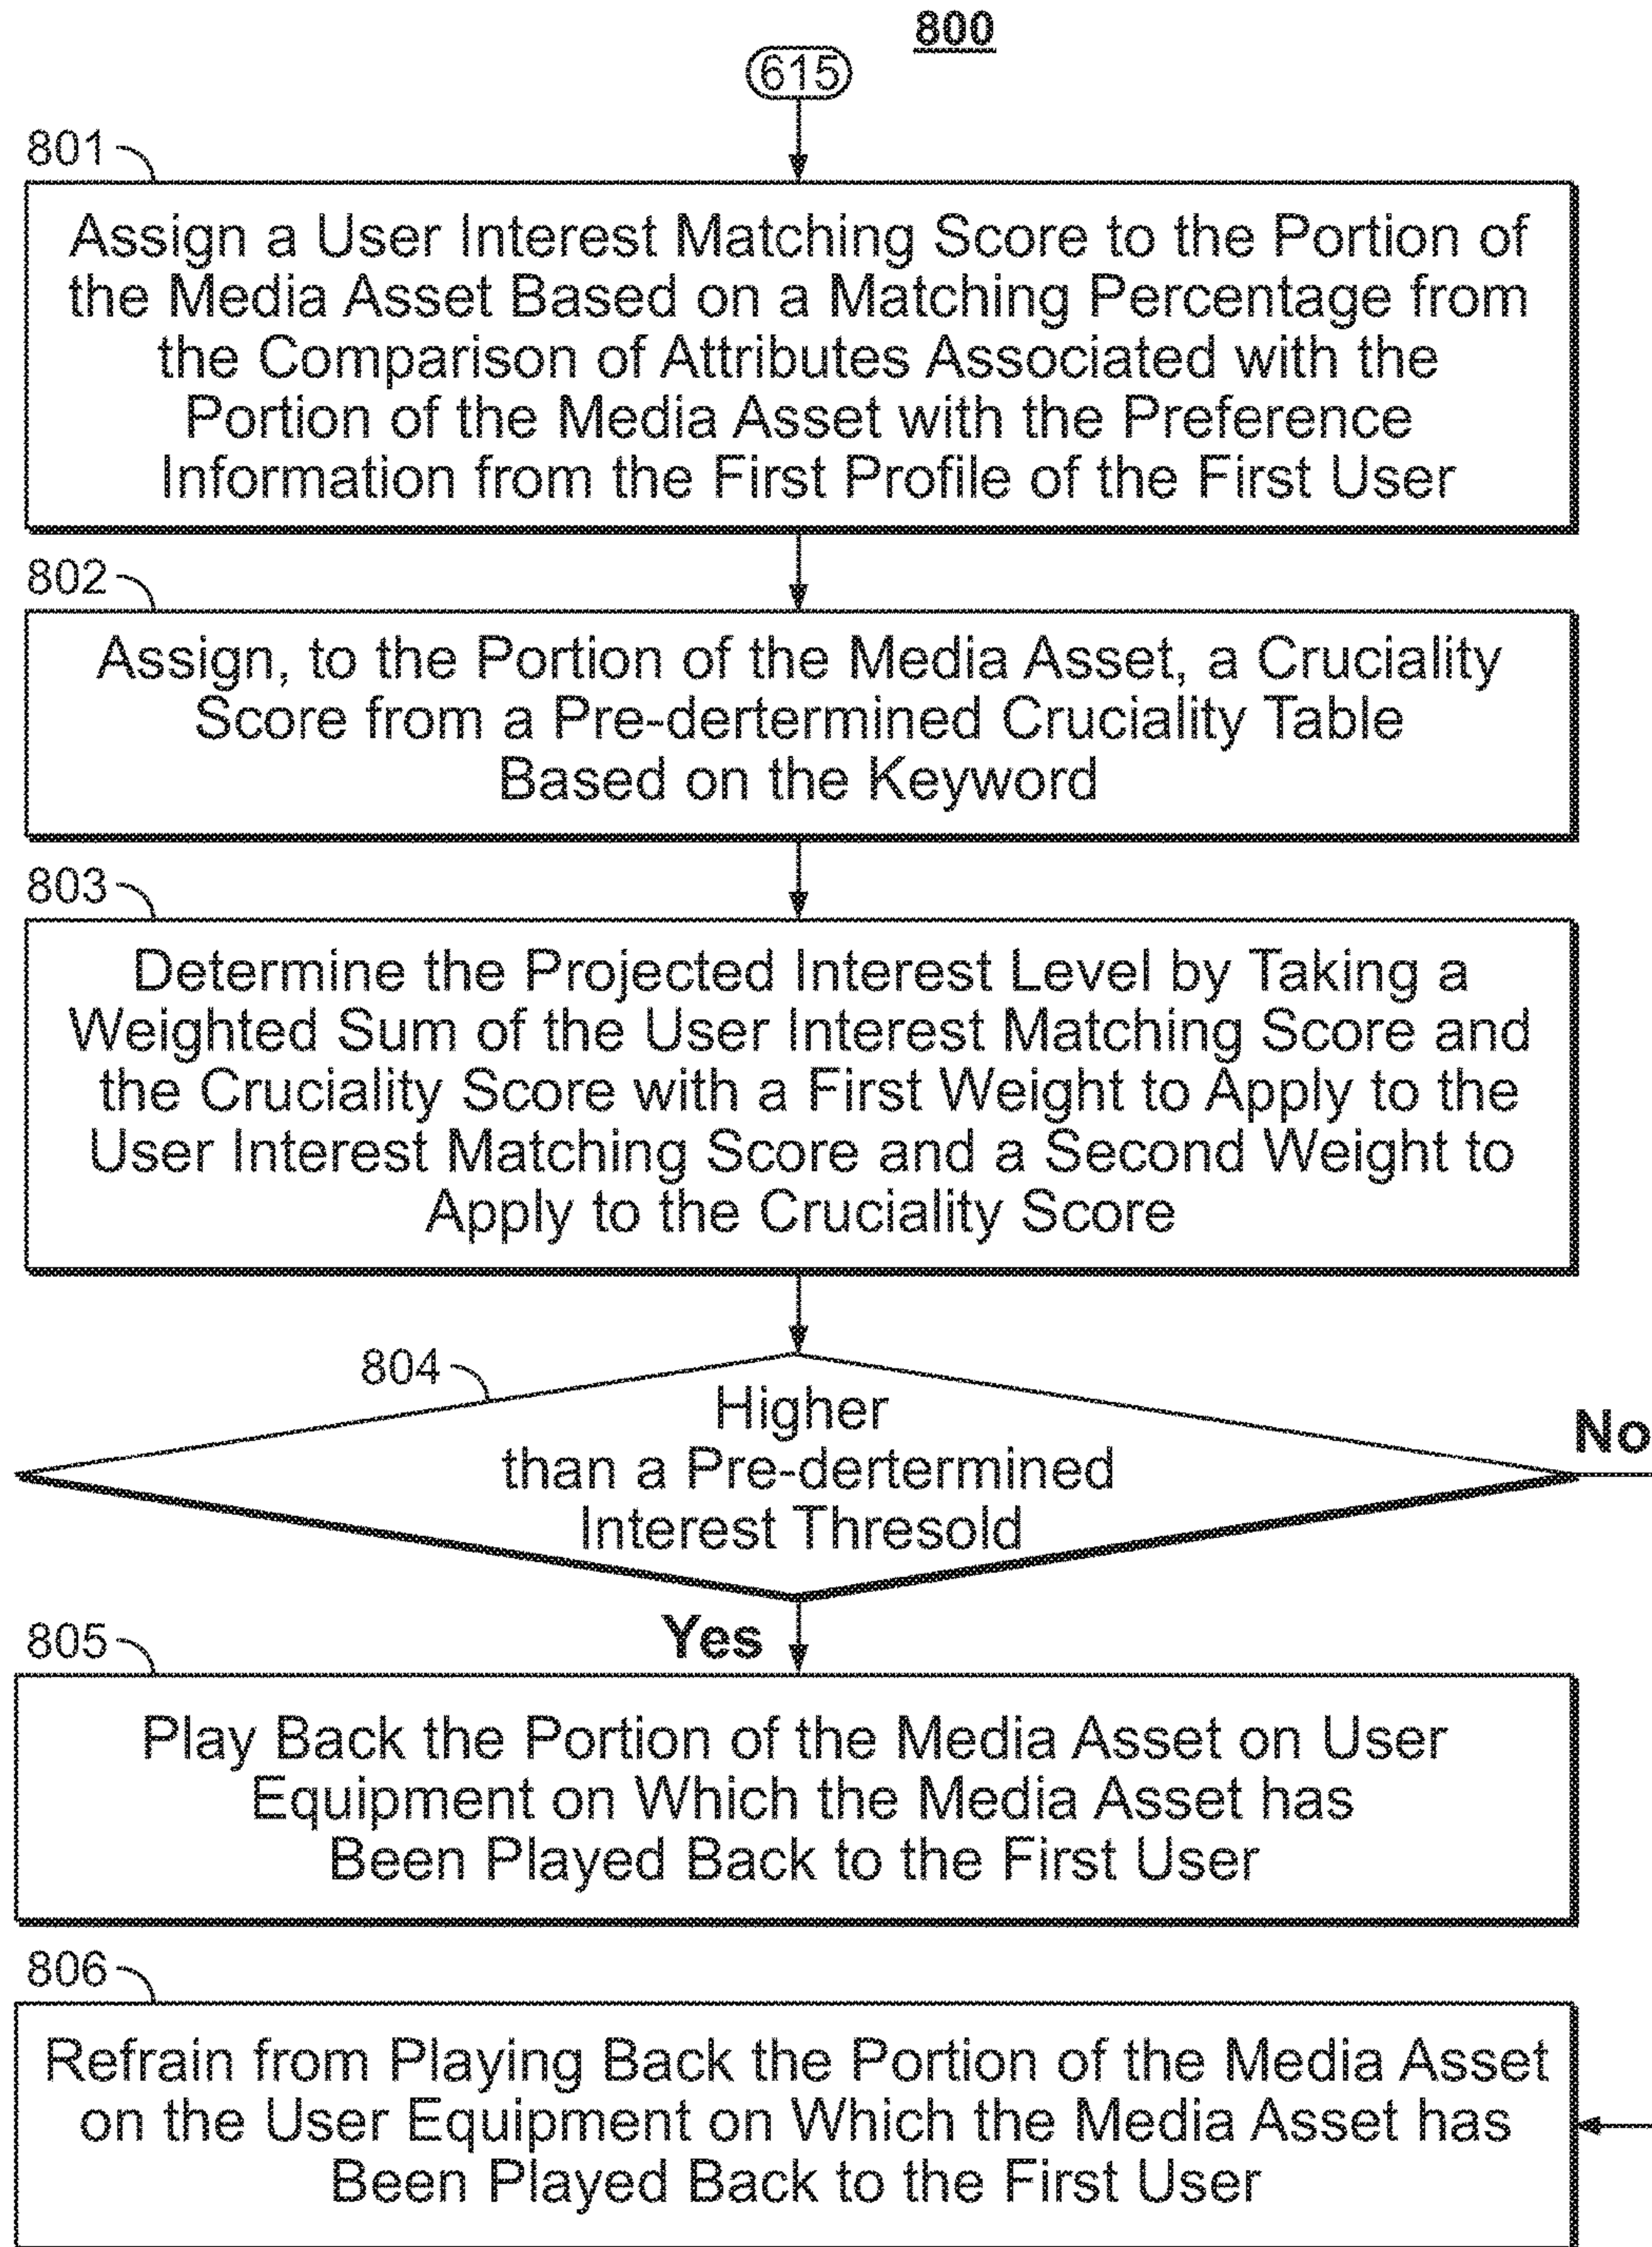 800
615
801
Assign a User Interest Matching Score to the Portion of
the Media Asset Based on a Matching Percentage from
the Comparison of Attributes Associated with the
Portion of the Media Asset with the Preference
Information from the First Profile of the First User
802
Assign, to the Portion of the Media Asset, a Cruciality
Score from a Pre-dertermined Cruciality Table
Based on the Keyword
803
Determine the Projected Interest Level by Taking a
Weighted Sum of the User Interest Matching Score and
the Cruciality Score with a First Weight to Apply to the
User Interest Matching Score and a Second Weight to
Apply to the Cruciality Score
804
Higher
than a Pre-dertermined
Interest Thresold
No
Yes
805
Play Back the Portion of the Media Asset on User
Equipment on Which the Media Asset has
Been Played Back to the First User
806
Refrain from Playing Back the Portion of the Media Asset
on the User Equipment on Which the Media Asset has
Been Played Back to the First User